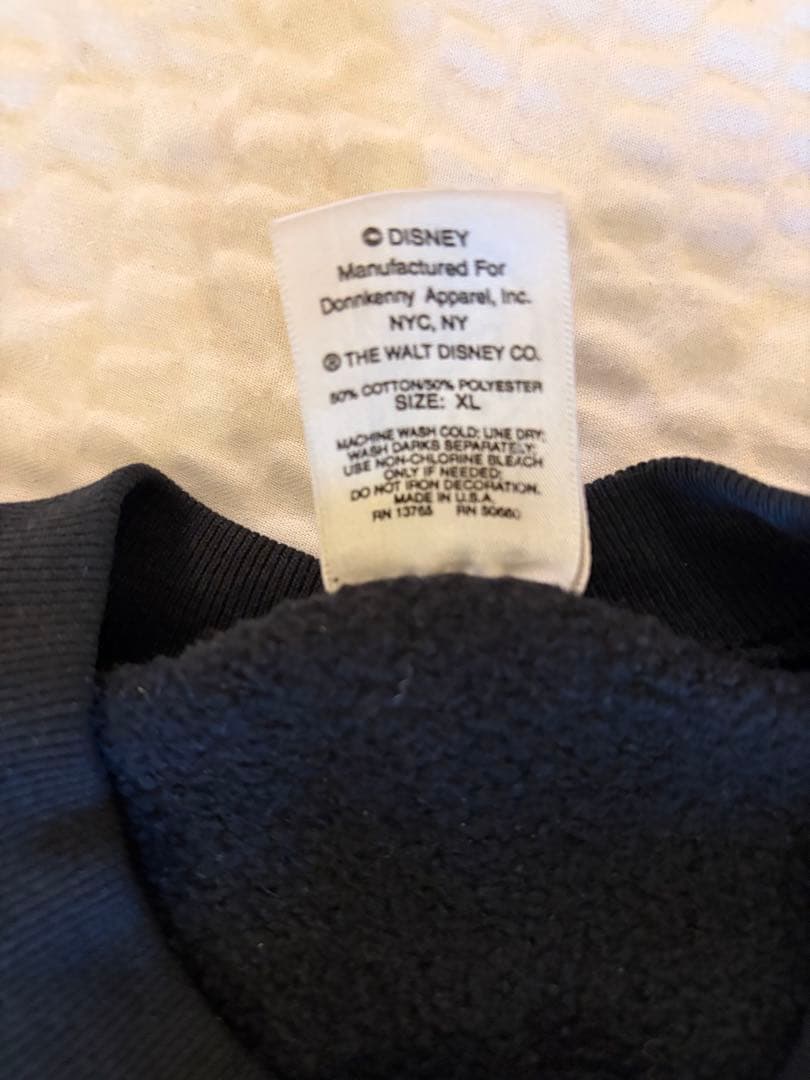 © DISNEY
Manufactured For
Donnkenny Apparel, Inc.
NYC, NY
® THE WALT DISNEY CO.
50% COTTON/50% POLYESTER
SIZE: XL
MACHINE WASH COLD; LINE DRY;
WASH DARKS SEPARATELY;
USE NON-CHLORINE BLEACH
ONLY IF NEEDED;
DO NOT IRON DECORATION.
MADE IN U.S.A.
RN 13765 RN